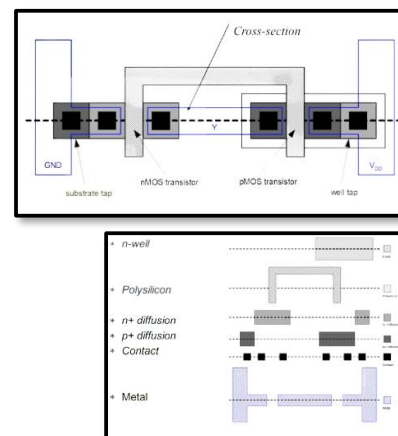 Cross-section
Y
GND
VDD
nMOS transistor
pMOS transistor
substrate tap
well tap
* n-well
* Polysilicon
* n+ diffusion
* p+ diffusion
* Contact
* Metal